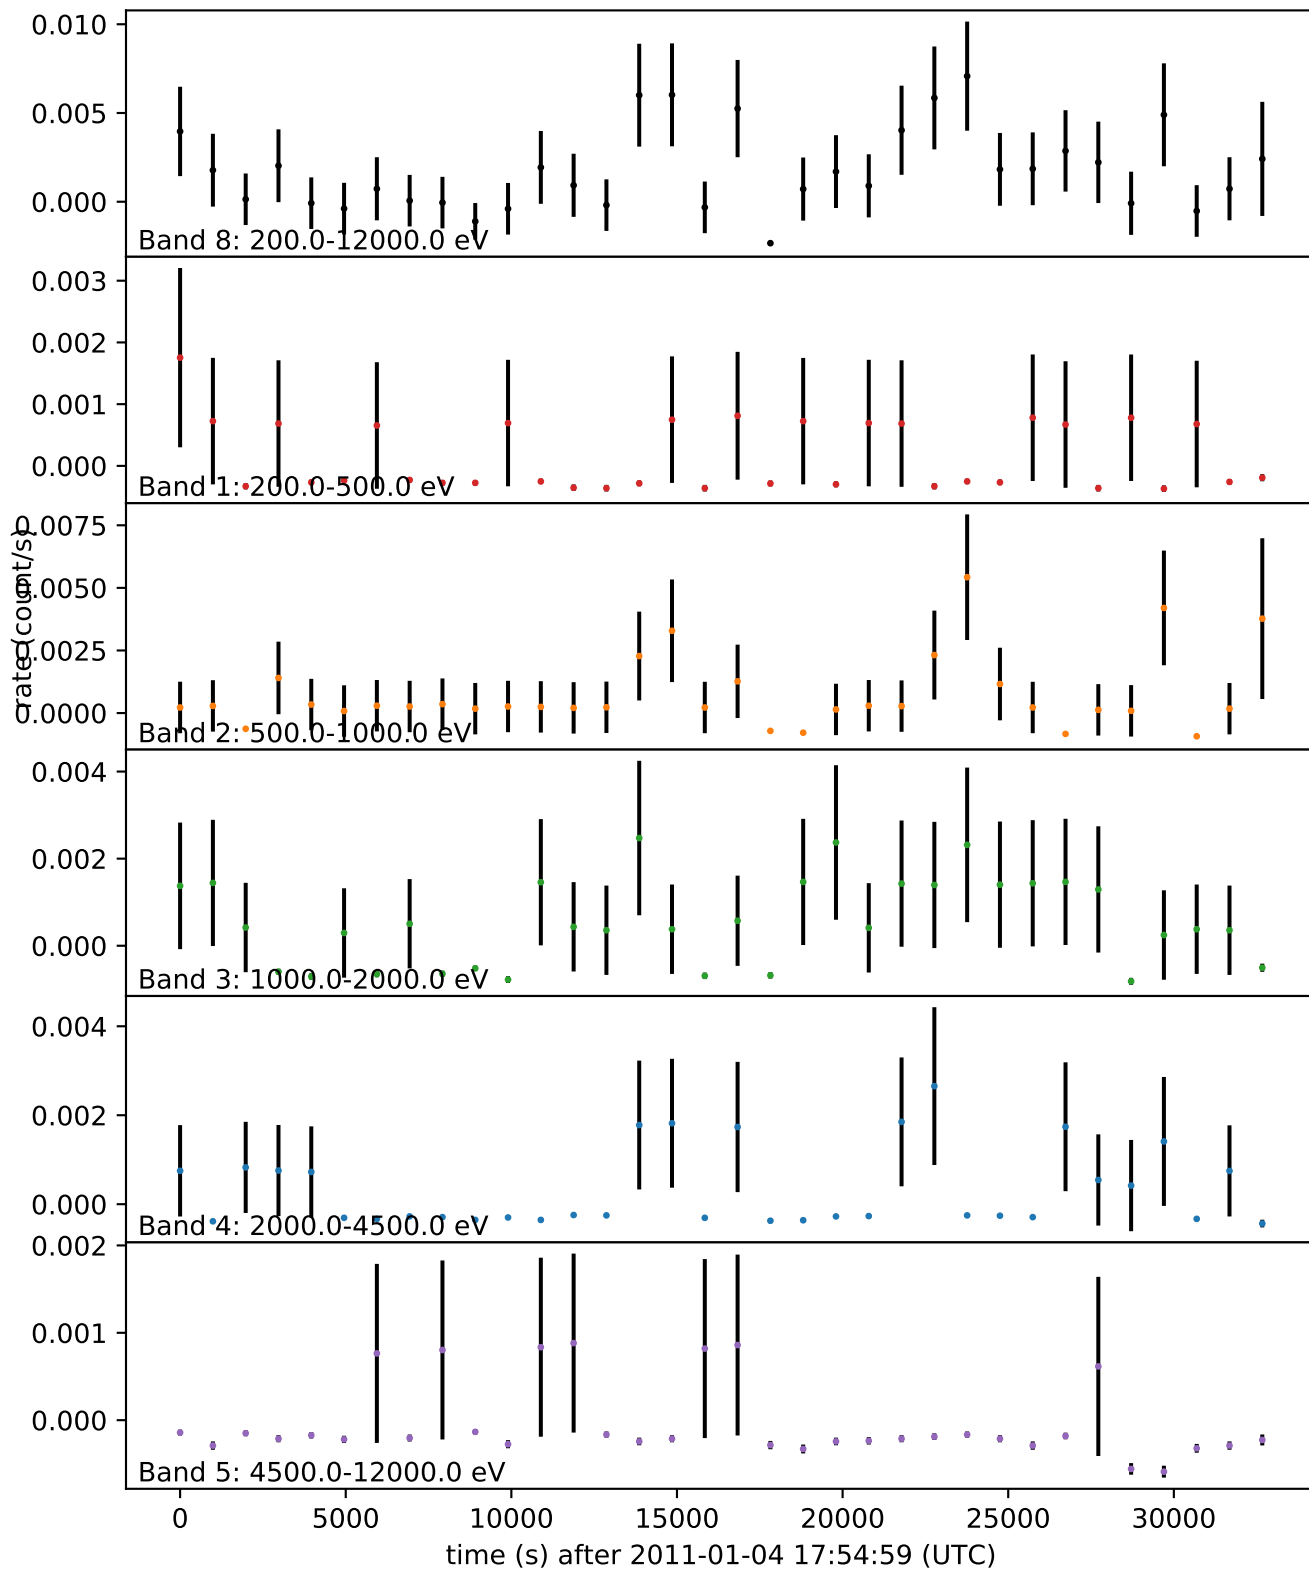 0.010
0.005
0.000
Band 8: 200.0-12000.0 eV
0.003
0.002
0.001
0.000
Band 1: 200.0-500.0 eV
rate (count/s)
0.0075
0.0050
0.0025
0.0000
Band 2: 500.0-1000.0 eV
0.004
0.002
0.000
Band 3: 1000.0-2000.0 eV
0.004
0.002
0.000
Band 4: 2000.0-4500.0 eV
0.002
0.001
0.000
Band 5: 4500.0-12000.0 eV
0 5000 10000 15000 20000 25000 30000
time (s) after 2011-01-04 17:54:59 (UTC)